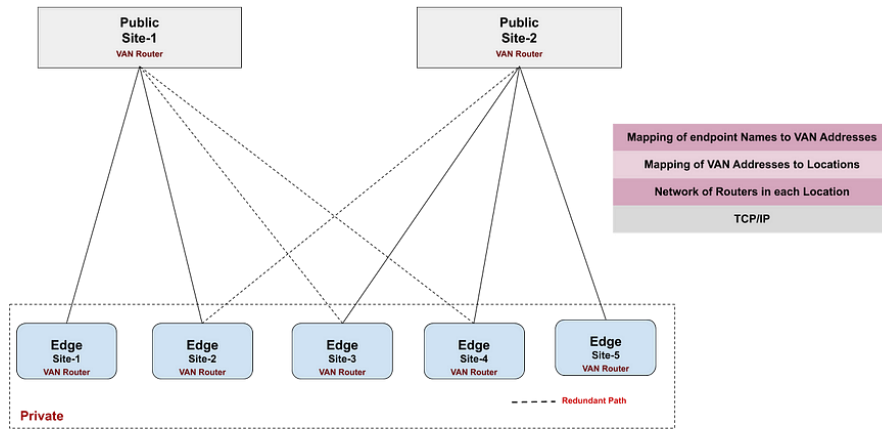 Public
Site-1
VAN Router
Public
Site-2
VAN Router
Mapping of endpoint Names to VAN Addresses
Mapping of VAN Addresses to Locations
Network of Routers in each Location
TCP/IP
Edge
Site-1
VAN Router
Edge
Site-2
VAN Router
Edge
Site-3
VAN Router
Edge
Site-4
VAN Router
Edge
Site-5
VAN Router
Redundant Path
Private